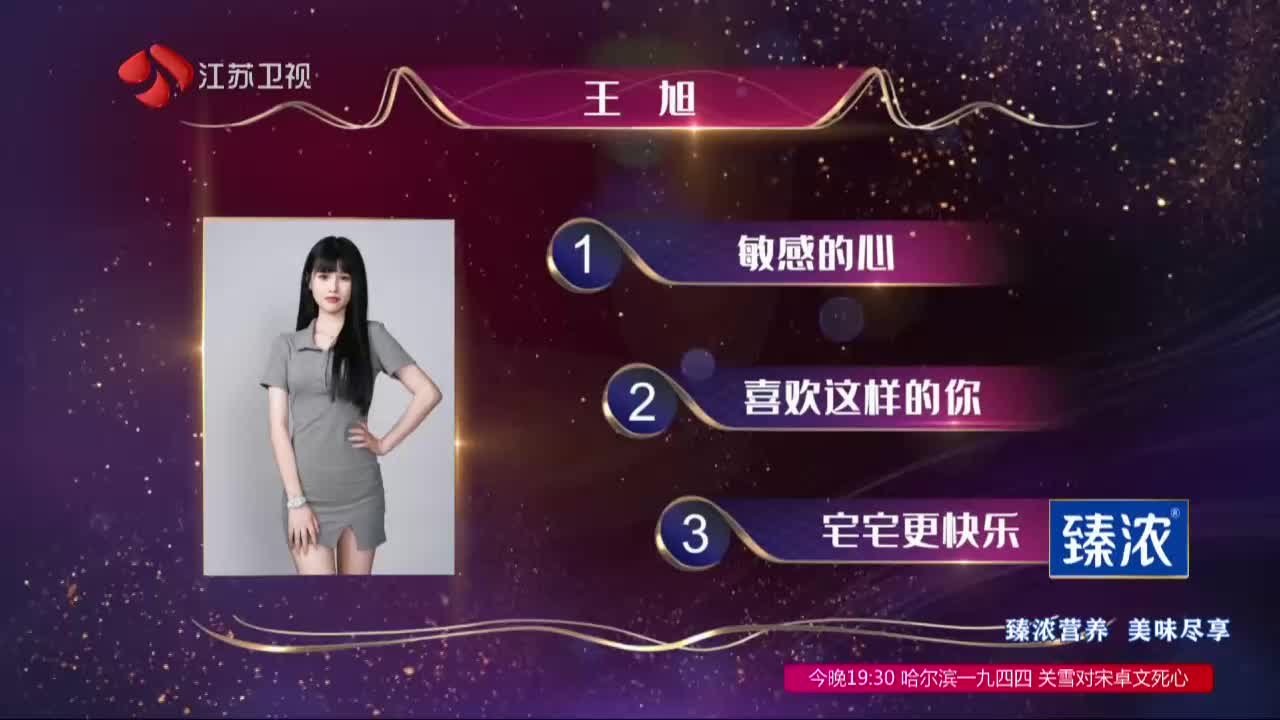 江苏卫视
王旭
1 敏感的心
2 喜欢这样的你
3 宅宅更快乐
臻浓®
臻浓营养 美味尽享
今晚19:30 哈尔滨一九四四 关雪对宋卓文死心